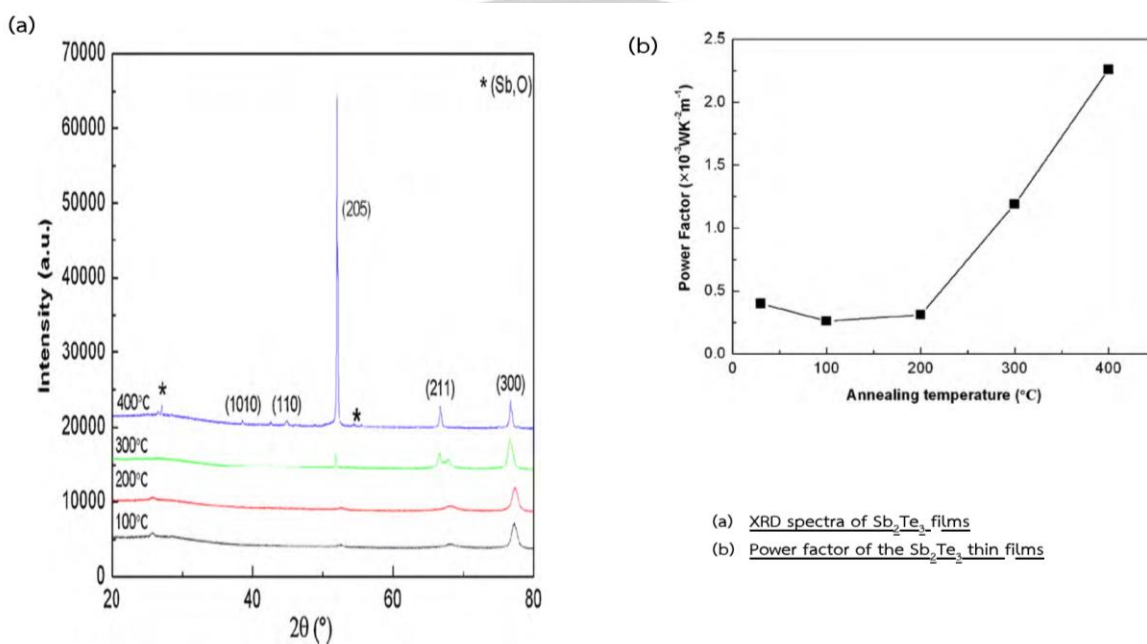 (a)
70000
60000
50000
40000
30000
20000
10000
0
Intensity (a.u.)
* (Sb,O)
(205)
*
(1010)
(110)
*
(211)
(300)
400°C
300°C
200°C
100°C
20
40
60
80
2θ (°)
(b)
2.5
2.0
1.5
1.0
0.5
0.0
Power Factor (×10⁻³WK⁻²m⁻¹)
0
100
200
300
400
Annealing temperature (°C)
(a) XRD spectra of Sb₂Te₃ films
(b) Power factor of the Sb₂Te₃ thin films